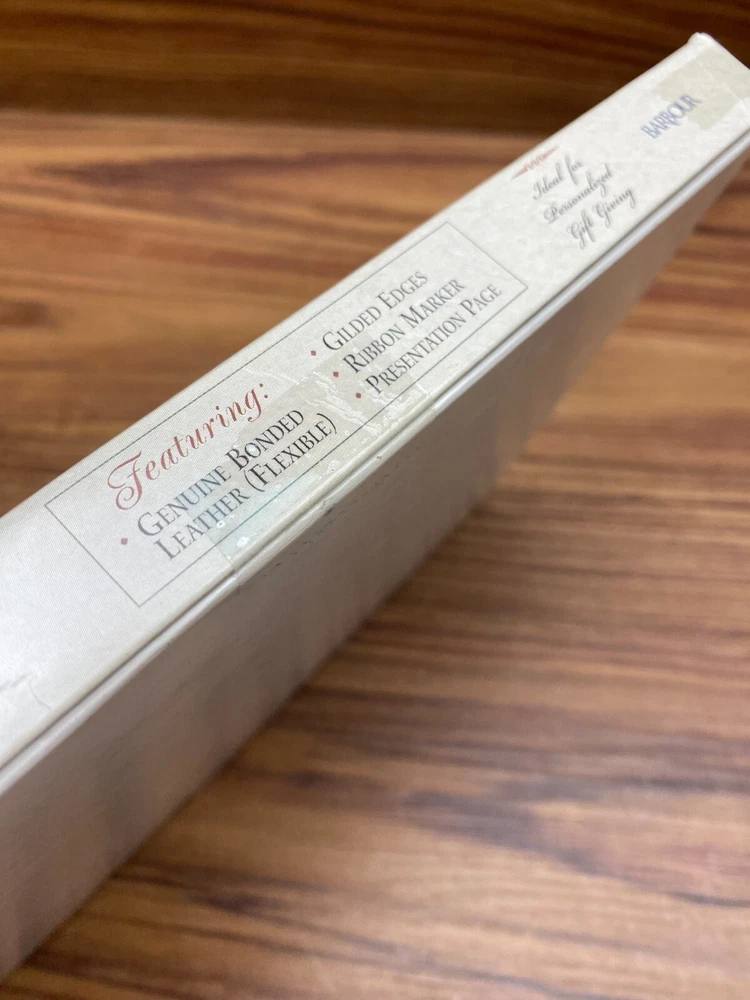 Featuring:
• GENUINE BONDED
LEATHER (FLEXIBLE)
• GILDED EDGES
• RIBBON MARKER
• PRESENTATION PAGE
Ideal for
Personalized
Gift Giving
BARBOUR